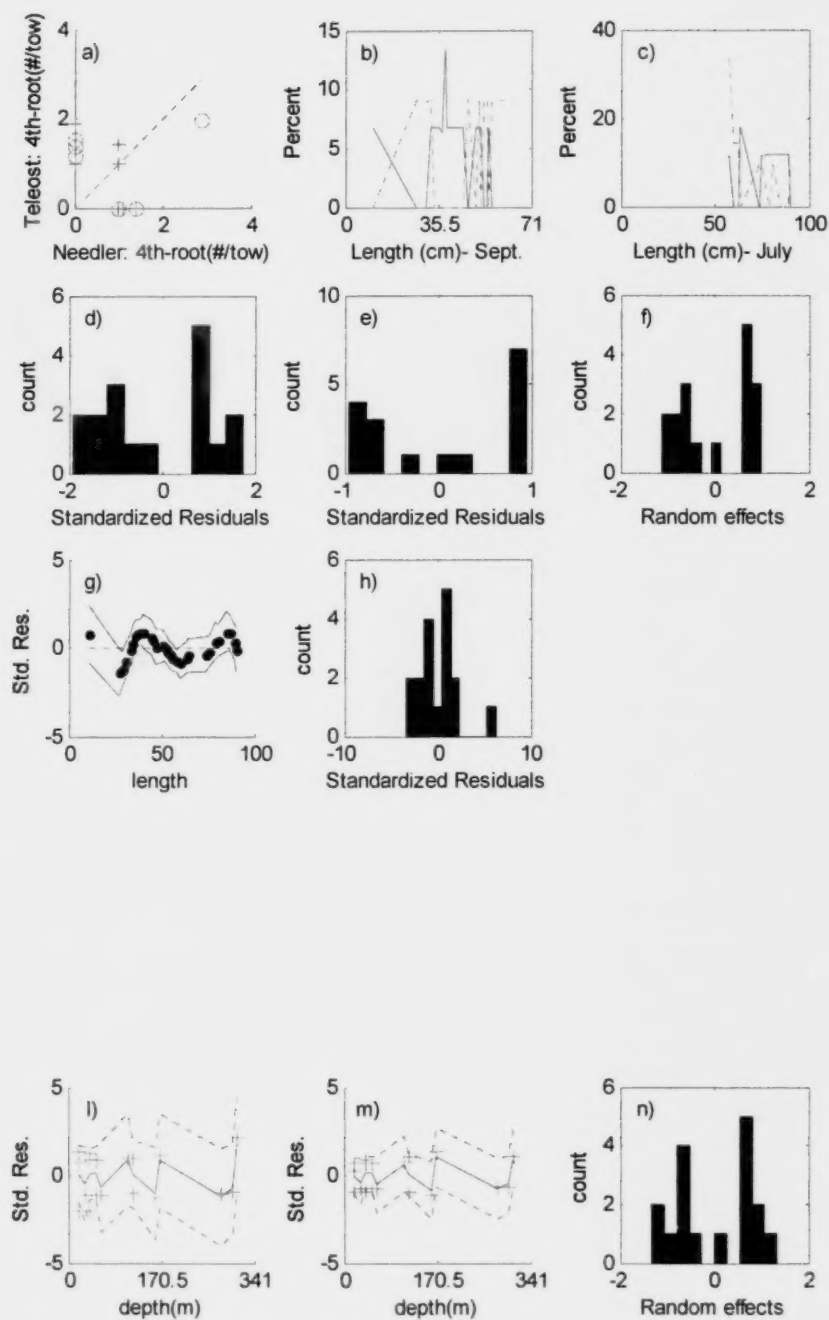 a)
4
2
0
0 2 4
Teleost: 4th-root(#/tow)
Needler: 4th-root(#/tow)
b)
15
10
5
0
0 35.5 71
Percent
Length (cm)- Sept.
c)
40
20
0
0 50 100
Percent
Length (cm)- July
d)
6
4
2
0
-2 0 2
count
Standardized Residuals
e)
10
5
0
-1 0 1
count
Standardized Residuals
f)
6
4
2
0
-2 0 2
count
Random effects
g)
5
0
-5
0 50 100
Std. Res.
length
h)
6
4
2
0
-10 0 10
count
Standardized Residuals
l)
5
0
-5
0 170.5 341
Std. Res.
depth(m)
m)
5
0
-5
0 170.5 341
Std. Res.
depth(m)
n)
6
4
2
0
-2 0 2
count
Random effects